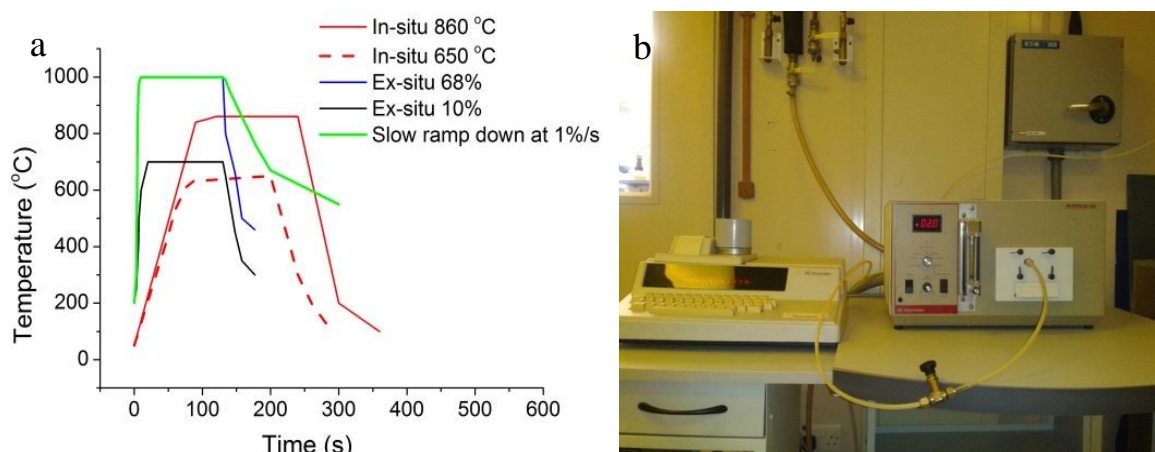 a
In-situ 860 °C
In-situ 650 °C
Ex-situ 68%
Ex-situ 10%
Slow ramp down at 1%/s
1000
800
600
400
200
0
Temperature (°C)
0 100 200 300 400 500 600
Time (s)
b